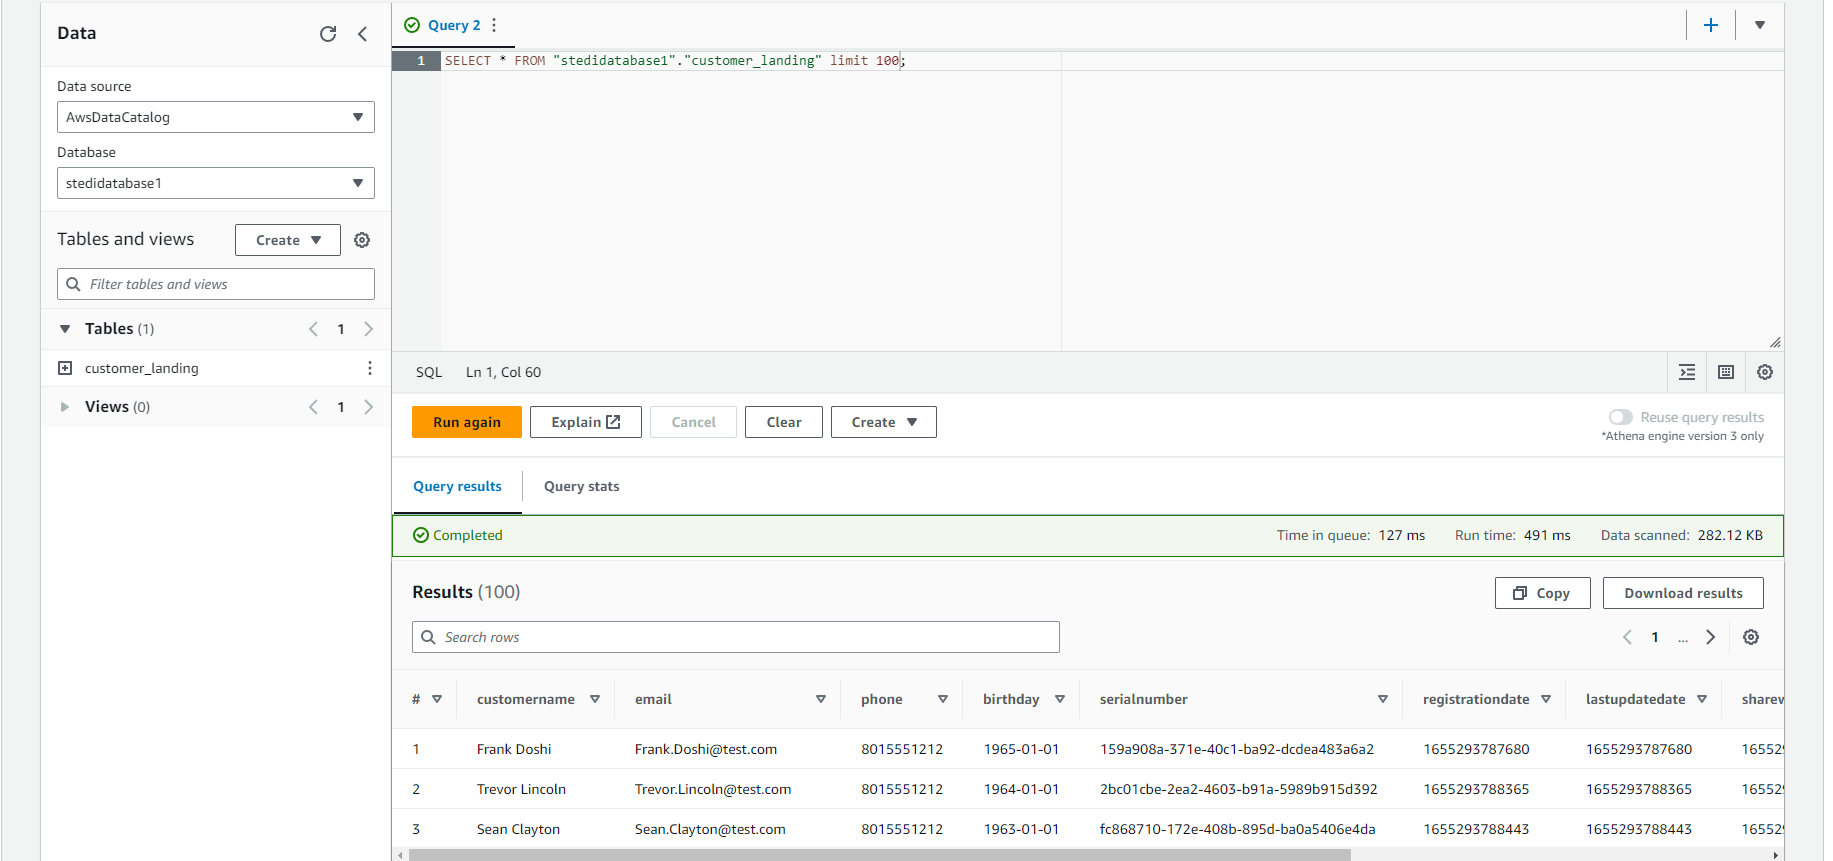 Data
Data source
AwsDataCatalog
Database
stedidatabase1
Tables and views
Create
Filter tables and views
Tables (1)
1
customer_landing
Views (0)
1
Query 2
1 SELECT * FROM "stedidatabase1"."customer_landing" limit 100;
SQL Ln 1, Col 60
Run again Explain Cancel Clear Create
Reuse query results
*Athena engine version 3 only
Query results Query stats
Completed Time in queue: 127 ms Run time: 491 ms Data scanned: 282.12 KB
Results (100)
Copy Download results
Search rows
1 ...
# customername email phone birthday serialnumber registrationdate lastupdatedate
1 Frank Doshi Frank.Doshi@test.com 8015551212 1965-01-01 159a908a-371e-40c1-ba92-dcdea483a6a2 1655293787680 1655293787680
2 Trevor Lincoln Trevor.Lincoln@test.com 8015551212 1964-01-01 2bc01cbe-2ea2-4603-b91a-5989b915d392 1655293788365 1655293788365
3 Sean Clayton Sean.Clayton@test.com 8015551212 1963-01-01 fc868710-172e-408b-895d-ba0a5406e4da 1655293788443 1655293788443